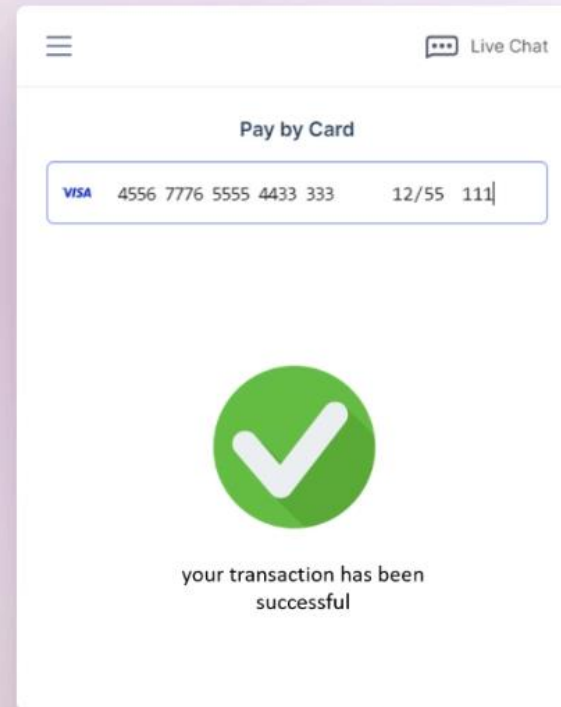 Live Chat
Pay by Card
VISA 4556 7776 5555 4433 333 12/55 111
your transaction has been
successful